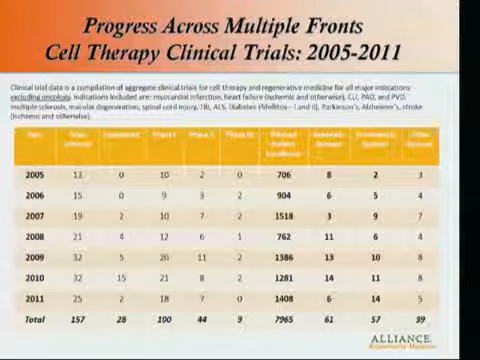 Progress Across Multiple Fronts
Cell Therapy Clinical Trials: 2005-2011
Clinical trial data is a compilation of aggregate clinical trials for cell therapy and regenerative medicine for all major indications
excluding oncology. Indications included are: myocardial infarction, heart failure (ischemic and otherwise), CLI, PAD, and PVD,
multiple sclerosis, macular degeneration, spinal cord injury, TBI, ALS, Diabetes (Mellitos – I and II), Parkinson's, Alzheimer's, stroke
(ischemic and otherwise).
Year Phase I Phase II Phase III
2005 13 0 10 2 0 706 8 2 3
2006 15 0 9 3 2 904 6 5 4
2007 19 2 10 7 2 1518 3 9 7
2008 21 4 12 6 1 762 11 6 4
2009 32 5 20 11 2 1386 13 10 8
2010 32 15 21 8 2 1281 14 11 8
2011 25 2 18 7 0 1408 6 14 5
Total 157 28 100 44 9 7965 61 57 39
ALLIANCE